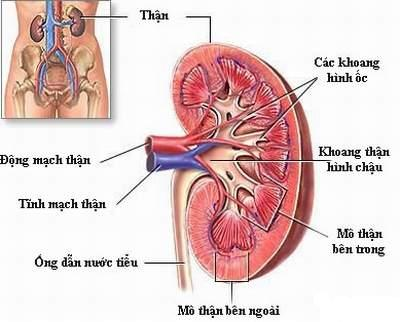 Thận
Các khoang
hình ốc
Động mạch thận
Khoang thận
hình chậu
Tĩnh mạch thận
Mô thận
bên trong
Ống dẫn nước tiểu
Mô thận bên ngoài